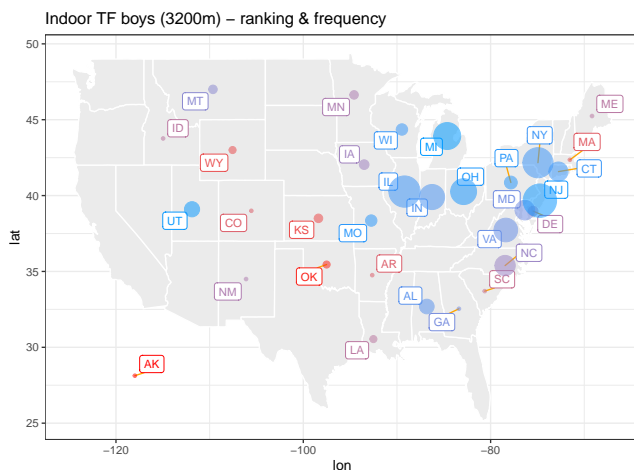 Indoor TF boys (3200m) – ranking & frequency
50
45
40
35
30
25
lat
MT
MN
ME
ID
WI
MI
NY
MA
WY
IA
PA
CT
IL
OH
NJ
IN
MD
UT
CO
KS
MO
DE
VA
NC
OK
AR
SC
NM
AL
GA
LA
AK
−120
−100
−80
lon